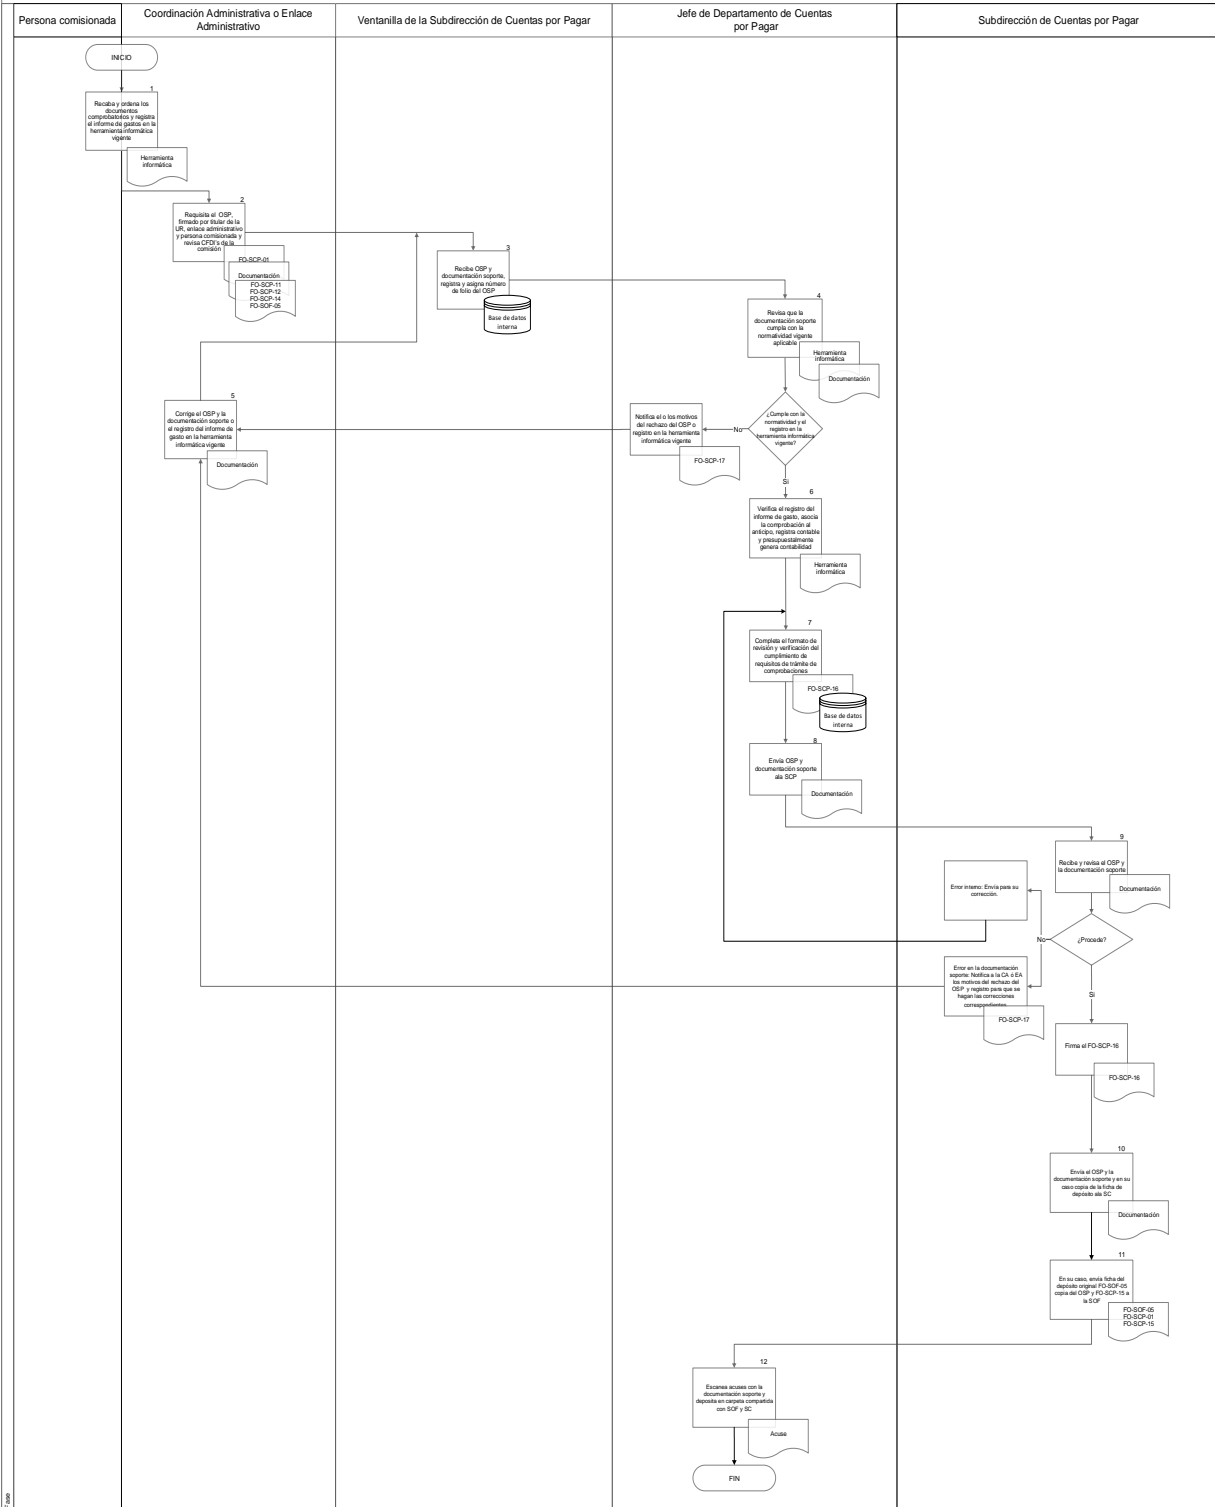 Persona comisionada
Coordinación Administrativa o Enlace
Administrativo
Ventanilla de la Subdirección de Cuentas por Pagar
Jefe de Departamento de Cuentas
por Pagar
Subdirección de Cuentas por Pagar
INICIO
1
Recaba y ordena los
documentos
comprobatorios y registra
el informe de gastos en la
herramienta informática
vigente
Herramienta
informática
2
Requisita el OSP,
firmado por titular de la
UR, enlace administrativo
y persona comisionada y
revisa CFDI's de la
comisión
FO-SCP-01
Documentación
FO-SCP-11
FO-SCP-12
FO-SCP-14
FO-SOF-05
3
Recibe OSP y
documentación soporte,
registra y asigna número
de folio del OSP
Base de datos
interna
4
Revisa que la
documentación soporte
cumpla con la
normatividad vigente
aplicable
Herramienta
informática
Documentación
¿Cumple con la
normatividad y el
registro en la
herramienta informática
vigente?
No
Notifica el o los motivos
del rechazo del OSP o
registro en la herramienta
informática vigente
FO-SCP-17
5
Corrige el OSP y la
documentación soporte o
el registro del informe de
gasto en la herramienta
informática vigente
Documentación
Si
6
Verifica el registro del
informe de gasto, asocia
la comprobación al
anticipo, registra contable
y presupuestalmente
genera contabilidad
Herramienta
informática
7
Completa el formato de
revisión y verificación del
cumplimiento de
requisitos de trámite de
comprobaciones
FO-SCP-16
Base de datos
interna
8
Envía OSP y
documentación soporte
ala SCP
Documentación
9
Recibe y revisa el OSP y
la documentación soporte
Documentación
¿Procede?
No
Error interno: Envía para su
corrección.
Error en la documentación
soporte: Notifica a la CA ó EA
los motivos del rechazo del
OSP y registro para que se
hagan las correcciones
correspondientes
FO-SCP-17
Si
Firma el FO-SCP-16
FO-SCP-16
10
Envía el OSP y la
documentación soporte y en su
caso copia de la ficha de
depósito ala SC
Documentación
11
En su caso, envía ficha del
depósito original FO-SOF-05
copia del OSP y FO-SCP-15 a
la SOF
FO-SOF-05
FO-SCP-01
FO-SCP-15
12
Escanea acuses con la
documentación soporte y
deposita en carpeta compartida
con SOF y SC
Acuse
FIN
Fase